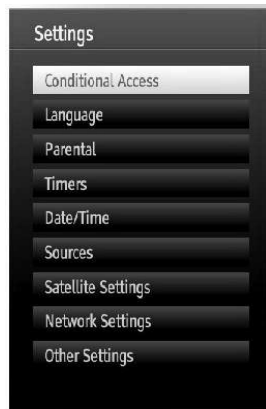 Settings
Conditional Access
Language
Parental
Timers
Date/Time
Sources
Satellite Settings
Network Settings
Other Settings